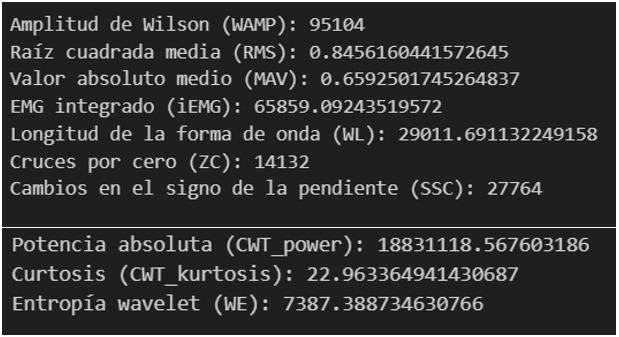 Amplitud de Wilson (WAMP): 95104
Raíz cuadrada media (RMS): 0.8456160441572645
Valor absoluto medio (MAV): 0.6592501745264837
EMG integrado (iEMG): 65859.09243519572
Longitud de la forma de onda (WL): 29011.691132249158
Cruces por cero (ZC): 14132
Cambios en el signo de la pendiente (SSC): 27764
Potencia absoluta (CWT_power): 18831118.567603186
Curtosis (CWT_kurtosis): 22.963364941430687
Entropía wavelet (WE): 7387.388734630766